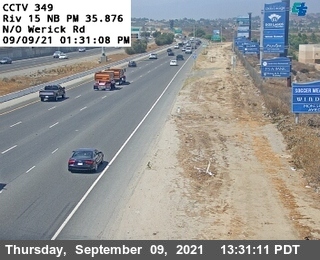 CCTV 349
Riv 15 NB PM 35.876
N/O Werick Rd
09/09/21 01:31:08 PM
SOCCER
Thursday, September 09, 2021 13:31:11 PDT